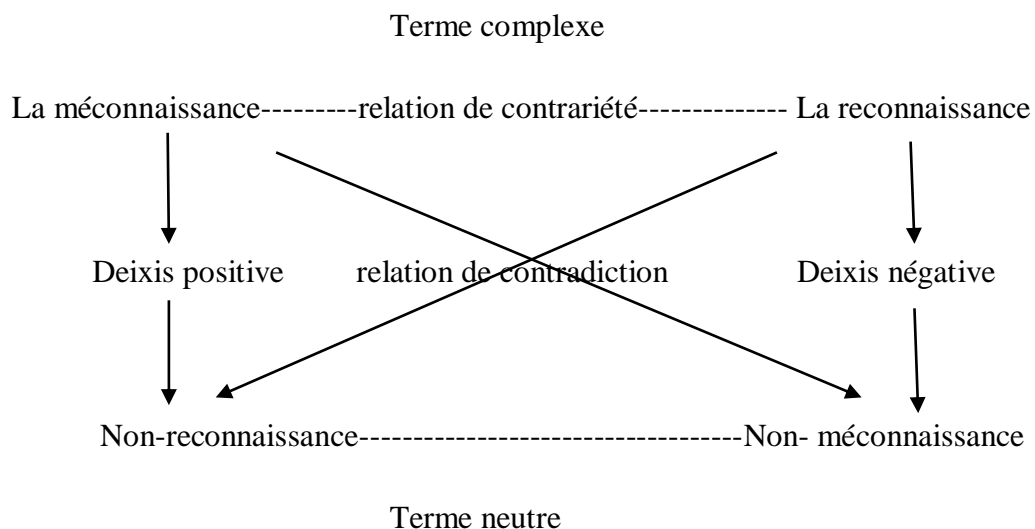 Terme complexe
La méconnaissance---------relation de contrariété------------- La reconnaissance
Deixis positive relation de contradiction Deixis négative
Non-reconnaissance-----------------------------------Non- méconnaissance
Terme neutre